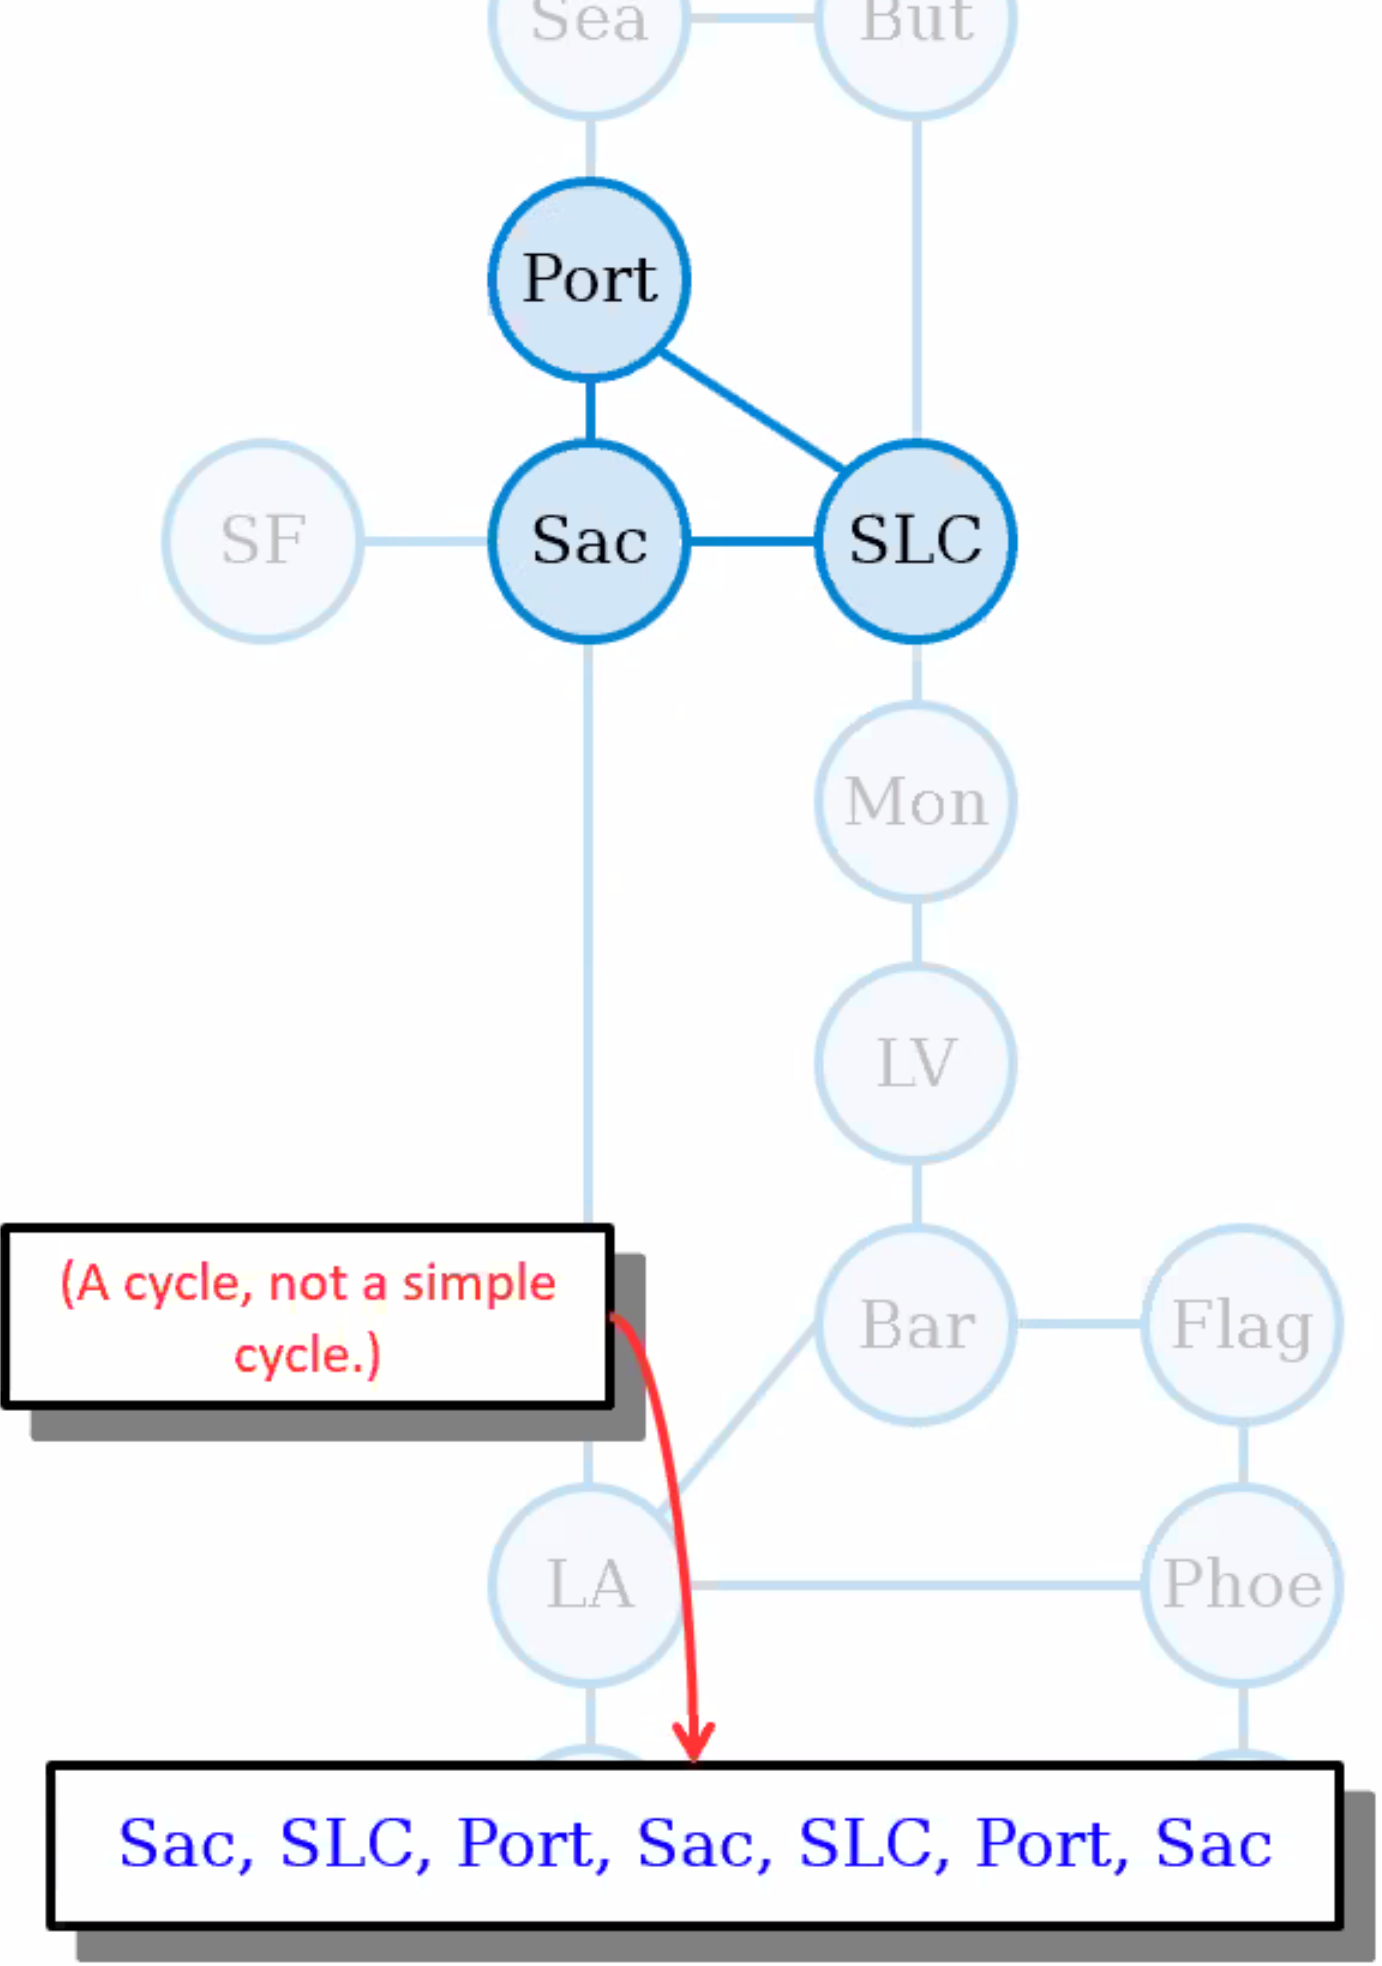 Sea
But
Port
SF
Sac
SLC
Mon
LV
(A cycle, not a simple
cycle.)
Bar
Flag
LA
Phoe
Sac, SLC, Port, Sac, SLC, Port, Sac